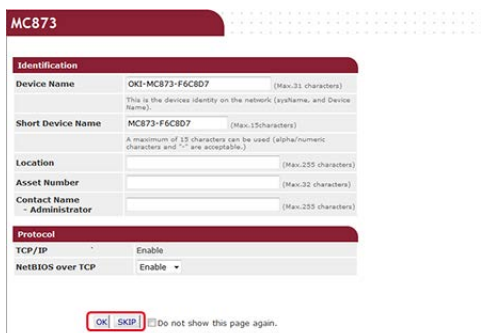 MC873
Identification
Device Name OKI-MC873-F6C8D7 (Max.31 characters)
This is the devices identity on the network (sysName, and Device
Name).
Short Device Name MC873-F6C8D7 (Max.15characters)
A maximum of 15 characters can be used (alpha/numeric
characters and "-" are acceptable.)
Location (Max.255 characters)
Asset Number (Max.32 characters)
Contact Name
- Administrator (Max.255 characters)
Protocol
TCP/IP Enable
NetBIOS over TCP Enable
OK SKIP Do not show this page again.